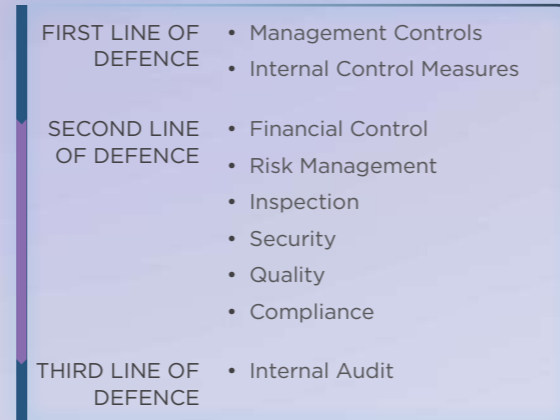 FIRST LINE OF
DEFENCE
• Management Controls
• Internal Control Measures
SECOND LINE
OF DEFENCE
• Financial Control
• Risk Management
• Inspection
• Security
• Quality
• Compliance
THIRD LINE OF
DEFENCE
• Internal Audit